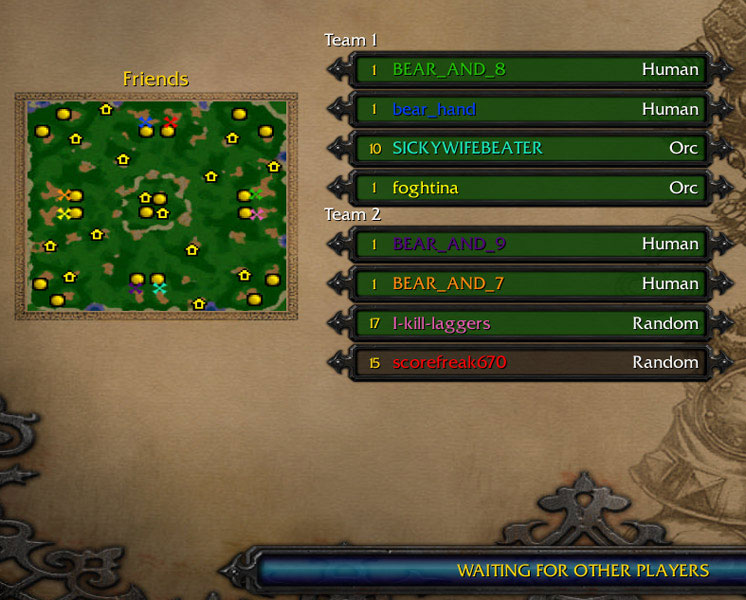 Team 1
Friends
1 BEAR_AND_8 Human
1 bear_hand Human
10 SICKYWIFEBEATER Orc
1 foghtina Orc
Team 2
1 BEAR_AND_9 Human
1 BEAR_AND_7 Human
17 I-kill-laggers Random
15 scorefreak670 Random
WAITING FOR OTHER PLAYERS